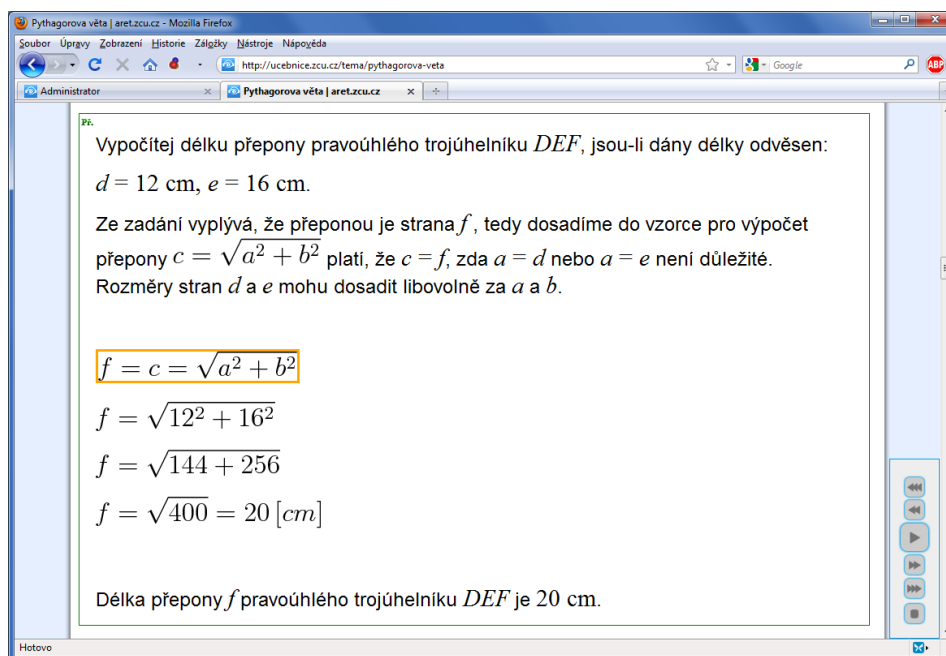 Pythagorova věta | aret.zcu.cz - Mozilla Firefox
Soubor Úpravy Zobrazení Historie Záložky Nástroje Nápověda
http://ucebnice.zcu.cz/tema/pythagorova-veta Google ABP
Administrator Pythagorova věta | aret.zcu.cz
Př.
Vypočítej délku přepony pravoúhlého trojúhelníku DEF, jsou-li dány délky odvěsen:
d = 12 cm, e = 16 cm.
Ze zadání vyplývá, že přeponou je strana f , tedy dosadíme do vzorce pro výpočet
přepony c = √(a² + b²) platí, že c = f, zda a = d nebo a = e není důležité.
Rozměry stran d a e mohu dosadit libovolně za a a b.
f = c = √(a² + b²)
f = √(12² + 16²)
f = √(144 + 256)
f = √400 = 20 [cm]
Délka přepony f pravoúhlého trojúhelníku DEF je 20 cm.
Hotovo